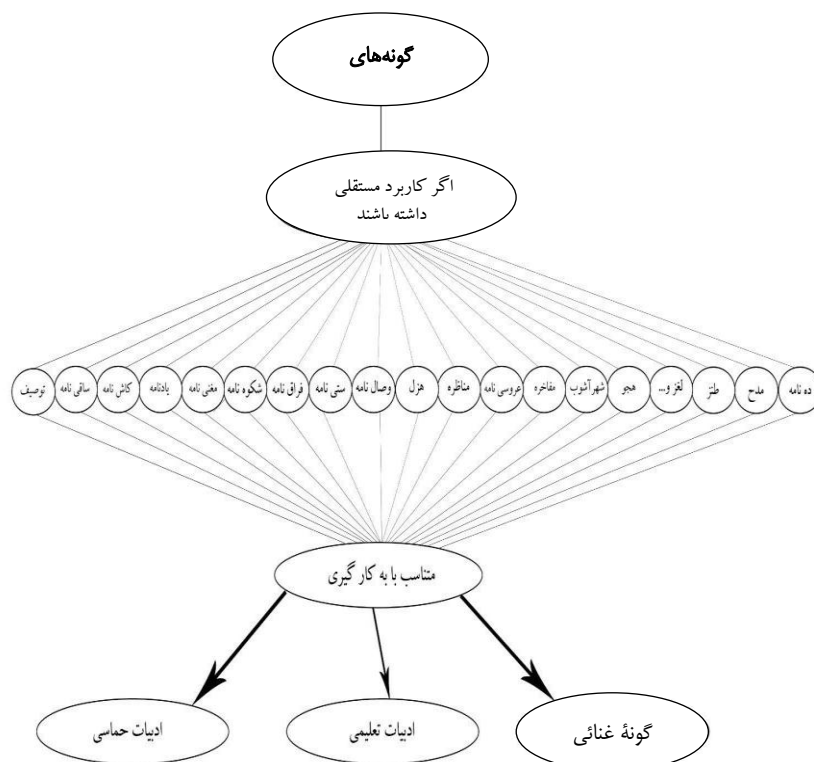 گونه‌های
اگر کاربرد مستقلی
داشته باشند
ده نامه
مدح
طنز
لغز و...
هجو
شهرآشوب
مفاخره
عروسی نامه
مناظره
هزل
وصال نامه
ستی نامه
فراق نامه
شکوه نامه
مغنی نامه
یادنامه
کاش نامه
ساقی نامه
توصیف
متناسب با به کار گیری
گونۀ غنائی
ادبیات تعلیمی
ادبیات حماسی